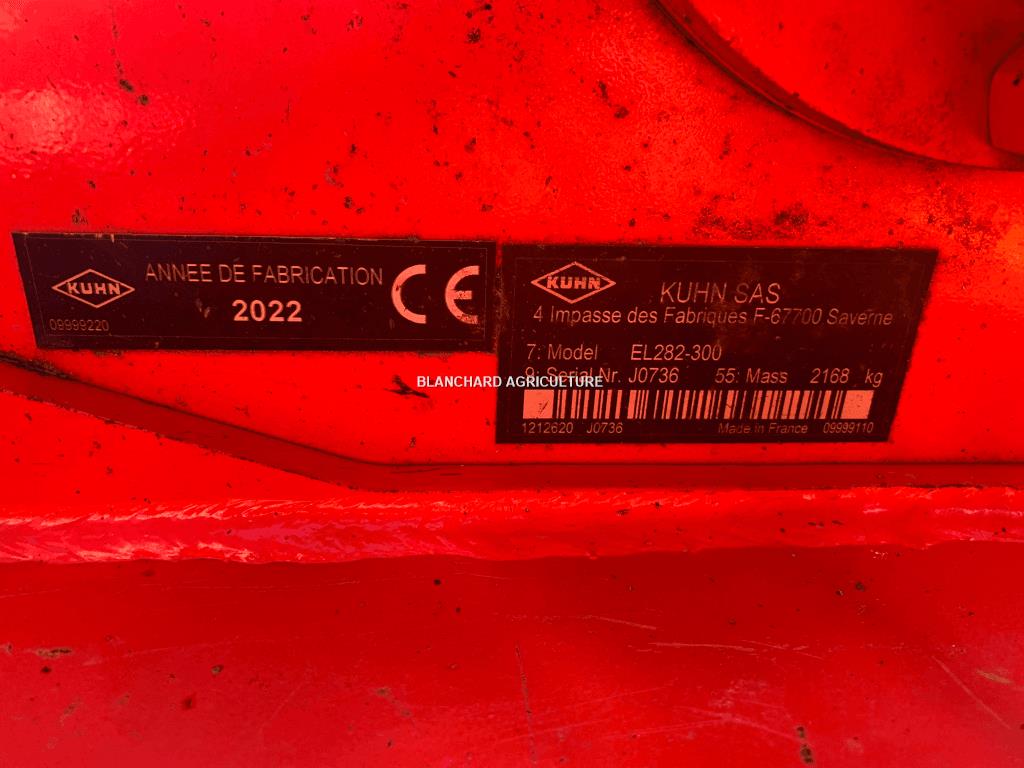 KUHN
ANNEE DE FABRICATION
2022
CE
09999220
KUHN
KUHN SAS
4 Impasse des Fabriques F-67700 Saverne
7: Model EL282-300
9: Serial Nr. J0736 55: Mass 2168 kg
1212620 J0736 Made in France 09999110
BLANCHARD AGRICULTURE